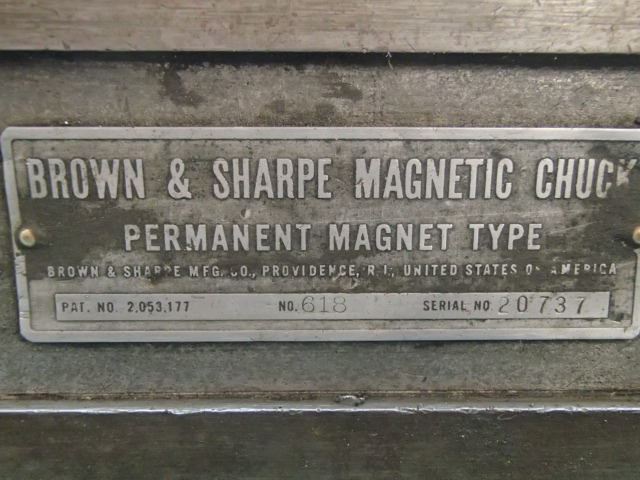 BROWN & SHARPE MAGNETIC CHUCK
PERMANENT MAGNET TYPE
BROWN & SHARPE MFG. CO., PROVIDENCE, R.I., UNITED STATES OF AMERICA
PAT. NO. 2,053,177 NO. 618 SERIAL NO 20737